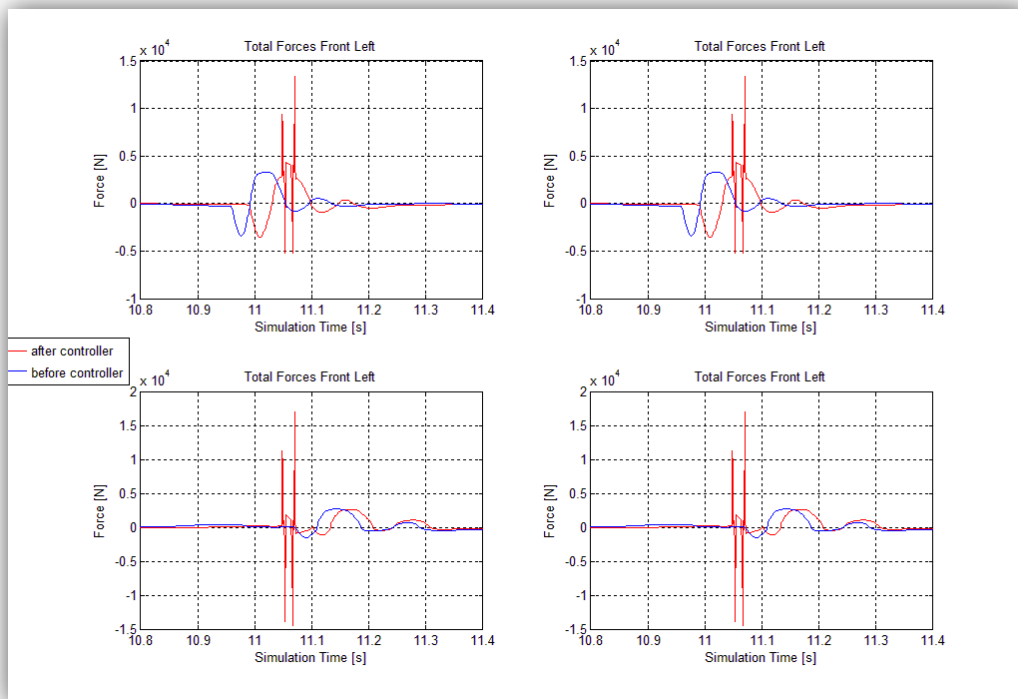 Total Forces Front Left
x 10^4
1.5
1
0.5
0
-0.5
-1
Force [N]
10.8 10.9 11 11.1 11.2 11.3 11.4
Simulation Time [s]
Total Forces Front Left
x 10^4
1.5
1
0.5
0
-0.5
-1
Force [N]
10.8 10.9 11 11.1 11.2 11.3 11.4
Simulation Time [s]
after controller
before controller
Total Forces Front Left
x 10^4
2
1.5
1
0.5
0
-0.5
-1
-1.5
Force [N]
10.8 10.9 11 11.1 11.2 11.3 11.4
Simulation Time [s]
Total Forces Front Left
x 10^4
2
1.5
1
0.5
0
-0.5
-1
-1.5
Force [N]
10.8 10.9 11 11.1 11.2 11.3 11.4
Simulation Time [s]